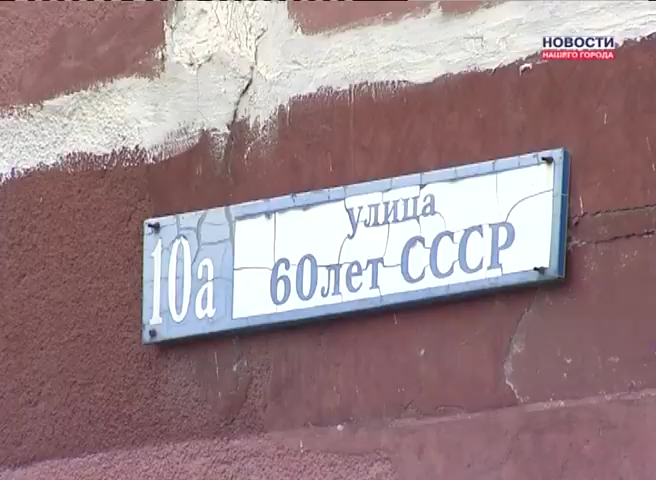 НОВОСТИ
НАШЕГО ГОРОДА
10а
улица
60лет СССР